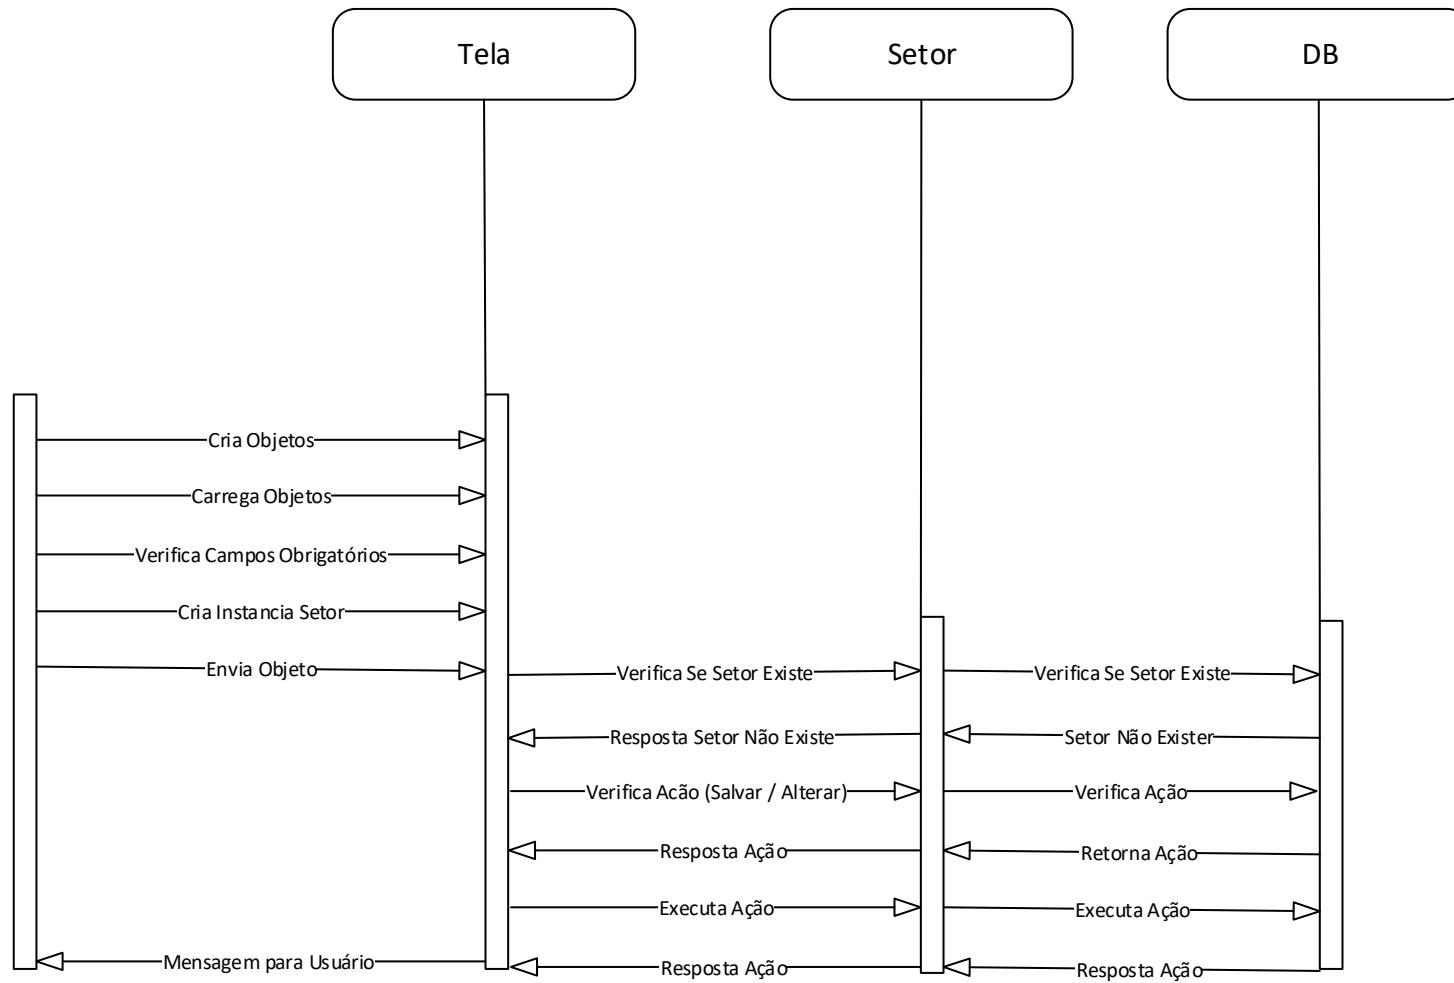 Tela
Setor
DB
Cria Objetos
Carrega Objetos
Verifica Campos Obrigatórios
Cria Instancia Setor
Envia Objeto
Verifica Se Setor Existe
Verifica Se Setor Existe
Resposta Setor Não Existe
Setor Não Exister
Verifica Acão (Salvar / Alterar)
Verifica Ação
Resposta Ação
Retorna Ação
Executa Ação
Executa Ação
Mensagem para Usuário
Resposta Ação
Resposta Ação